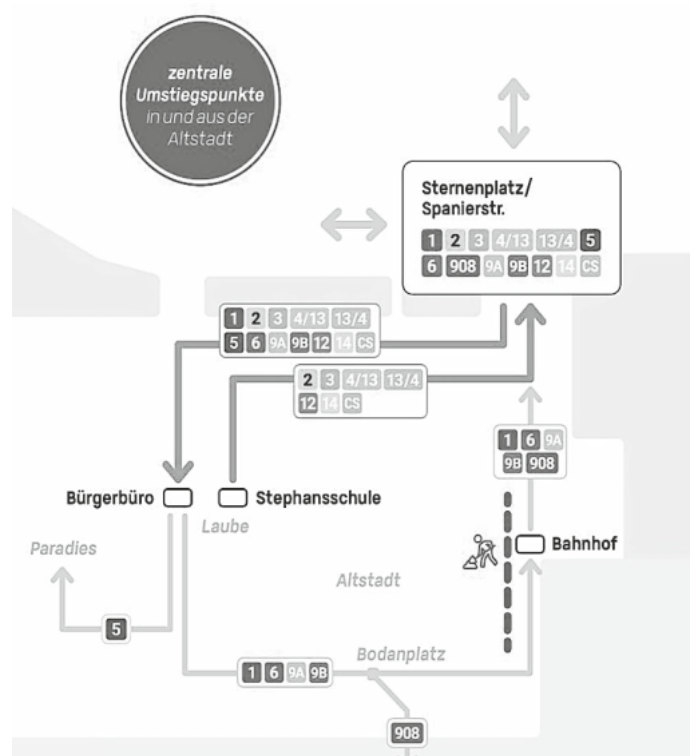 zentrale
Umstiegspunkte
in und aus der
Altstadt
Sternenplatz/
Spanierstr.
1 2 3 4/13 13/4 5
6 908 9A 9B 12 14 CS
1 2 3 4/13 13/4
5 6 9A 9B 12 14 CS
2 3 4/13 13/4
12 14 CS
1 6 9A
9B 908
Bürgerbüro
Stephansschule
Laube
Paradies
Bahnhof
Altstadt
5
Bodanplatz
1 6 9A 9B
908